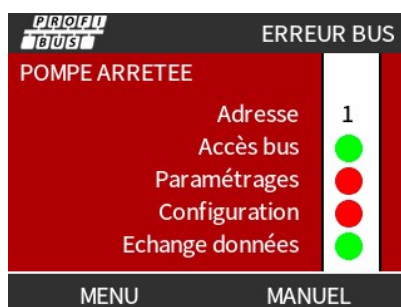 PROFI
BUS
ERREUR BUS
POMPE ARRETEE
Adresse 1
Accès bus
Paramétrages
Configuration
Echange données
MENU MANUEL